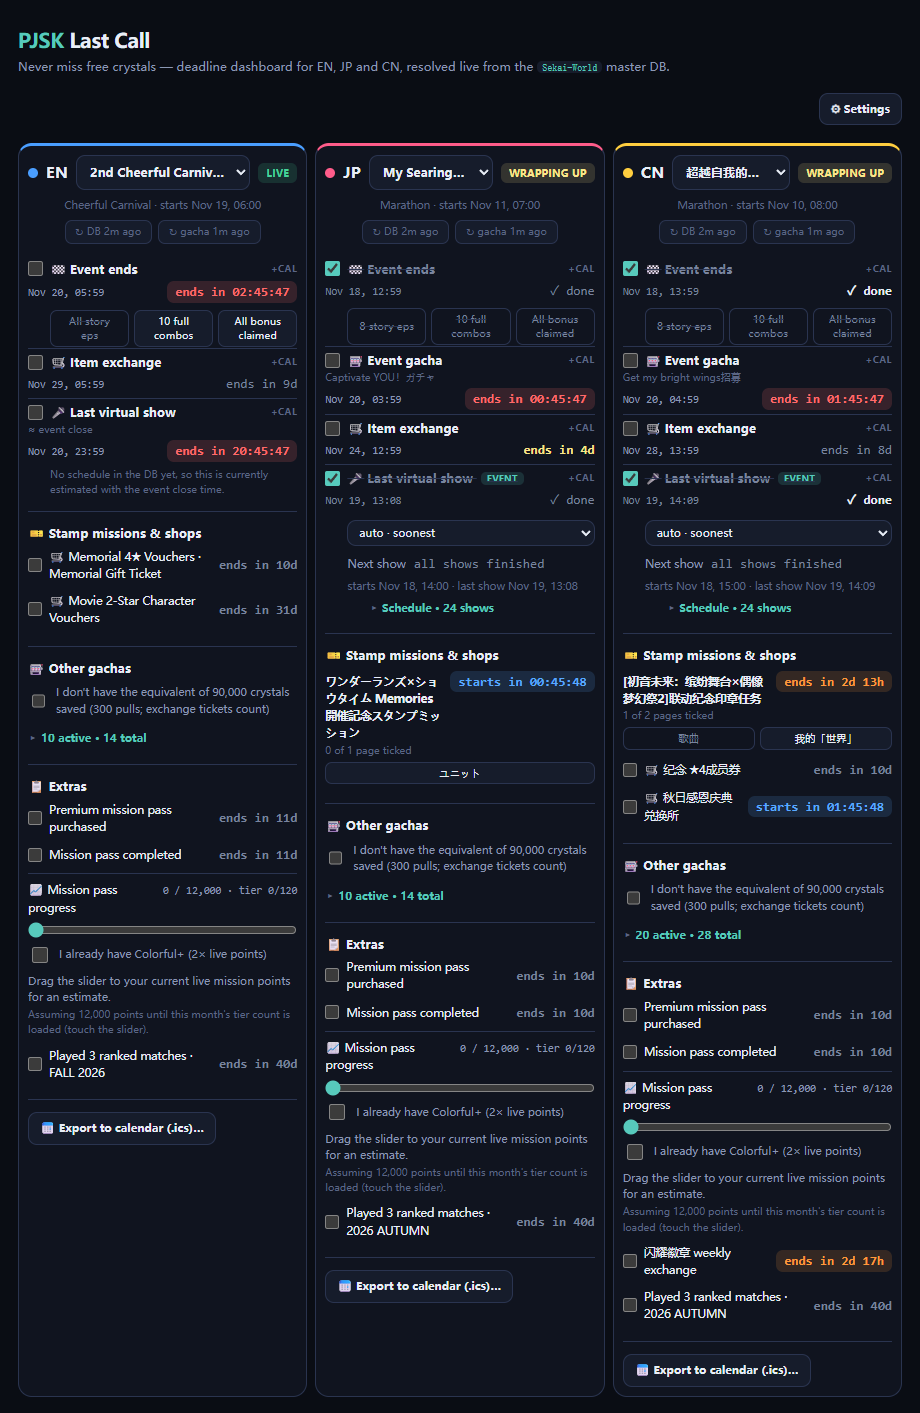 PJSK Last Call
Never miss free crystals — deadline dashboard for EN, JP and CN, resolved live from the Sekai-World master DB.
⚙ Settings
EN
2nd Cheerful Carniv...
LIVE
Cheerful Carnival · starts Nov 19, 06:00
↻ DB 2m ago
↻ gacha 1m ago
🏁 Event ends
+CAL
Nov 20, 05:59
ends in 02:45:47
All story eps
10 full combos
All bonus claimed
🛒 Item exchange
+CAL
Nov 29, 05:59
ends in 9d
🎤 Last virtual show
+CAL
≈ event close
Nov 20, 23:59
ends in 20:45:47
No schedule in the DB yet, so this is currently
estimated with the event close time.
🎫 Stamp missions & shops
🛒 Memorial 4★ Vouchers ·
Memorial Gift Ticket
ends in 10d
🛒 Movie 2-Star Character
Vouchers
ends in 31d
🎰 Other gachas
I don't have the equivalent of 90,000 crystals
saved (300 pulls; exchange tickets count)
▸ 10 active • 14 total
📋 Extras
Premium mission pass
purchased
ends in 11d
Mission pass completed
ends in 11d
📈 Mission pass
progress
0 / 12,000 · tier 0/120
I already have Colorful+ (2× live points)
Drag the slider to your current live mission points
for an estimate.
Assuming 12,000 points until this month's tier count is
loaded (touch the slider).
Played 3 ranked matches ·
FALL 2026
ends in 40d
📅 Export to calendar (.ics)...
JP
My Searing...
WRAPPING UP
Marathon · starts Nov 11, 07:00
↻ DB 2m ago
↻ gacha 1m ago
🏁 Event ends
+CAL
Nov 18, 12:59
✓ done
8 story eps
10 full combos
All bonus claimed
🎰 Event gacha
+CAL
Captivate YOU！ガチャ
Nov 20, 03:59
ends in 00:45:47
🛒 Item exchange
+CAL
Nov 24, 12:59
ends in 4d
🎤 Last virtual show
EVENT
+CAL
Nov 19, 13:08
✓ done
auto · soonest
Next show all shows finished
starts Nov 18, 14:00 · last show Nov 19, 13:08
▸ Schedule • 24 shows
🎫 Stamp missions & shops
ワンダーランズ×ショ
ウタイム Memories
開催記念スタンプミッ
ション
starts in 00:45:48
0 of 1 page ticked
ユニット
🎰 Other gachas
I don't have the equivalent of 90,000 crystals
saved (300 pulls; exchange tickets count)
▸ 10 active • 14 total
📋 Extras
Premium mission pass
purchased
ends in 10d
Mission pass completed
ends in 10d
📈 Mission pass
progress
0 / 12,000 · tier 0/120
I already have Colorful+ (2× live points)
Drag the slider to your current live mission points
for an estimate.
Assuming 12,000 points until this month's tier count is
loaded (touch the slider).
Played 3 ranked matches ·
2026 AUTUMN
ends in 40d
📅 Export to calendar (.ics)...
CN
超越自我的...
WRAPPING UP
Marathon · starts Nov 10, 08:00
↻ DB 2m ago
↻ gacha 1m ago
🏁 Event ends
+CAL
Nov 18, 13:59
✓ done
8 story eps
10 full combos
All bonus claimed
🎰 Event gacha
+CAL
Get my bright wings招募
Nov 20, 04:59
ends in 01:45:47
🛒 Item exchange
+CAL
Nov 28, 13:59
ends in 8d
🎤 Last virtual show
EVENT
+CAL
Nov 19, 14:09
✓ done
auto · soonest
Next show all shows finished
starts Nov 18, 15:00 · last show Nov 19, 14:09
▸ Schedule • 24 shows
🎫 Stamp missions & shops
[初音未来：缤纷舞台×偶像
梦幻祭2]联动纪念印章任务
ends in 2d 13h
1 of 2 pages ticked
歌曲
我的「世界」
🛒 纪念 ★4成员券
ends in 10d
🛒 秋日感恩庆典
兑换所
starts in 01:45:48
🎰 Other gachas
I don't have the equivalent of 90,000 crystals
saved (300 pulls; exchange tickets count)
▸ 20 active • 28 total
📋 Extras
Premium mission pass
purchased
ends in 10d
Mission pass completed
ends in 10d
📈 Mission pass
progress
0 / 12,000 · tier 0/120
I already have Colorful+ (2× live points)
Drag the slider to your current live mission points
for an estimate.
Assuming 12,000 points until this month's tier count is
loaded (touch the slider).
闪耀徽章 weekly
exchange
ends in 2d 17h
Played 3 ranked matches ·
2026 AUTUMN
ends in 40d
📅 Export to calendar (.ics)...